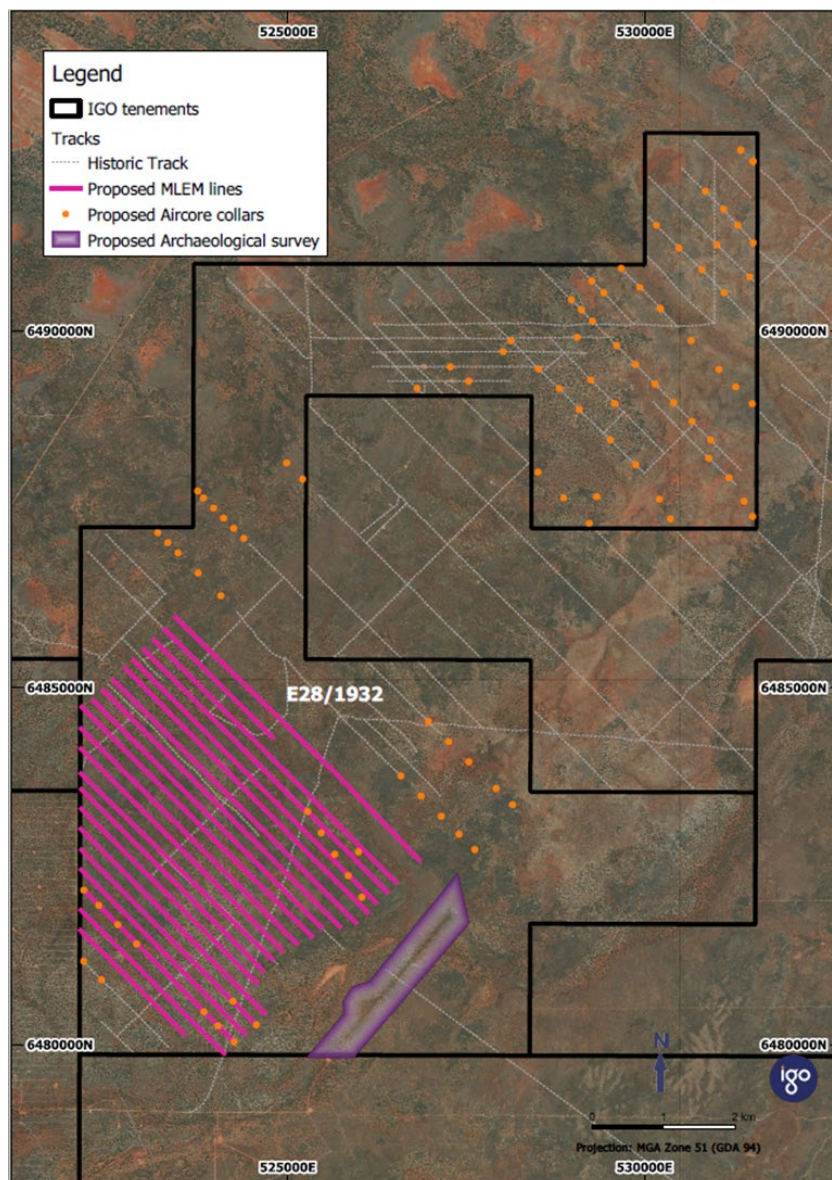 525000E 530000E
Legend
IGO tenements
Tracks
Historic Track
Proposed MLEM lines
Proposed Aircore collars
Proposed Archaeological survey
6490000N 6490000N
6485000N 6485000N
E28/1932
6480000N 6480000N
N
igo
0 1 2 km
Projection: MGA Zone 51 (GDA 94)
525000E 530000E